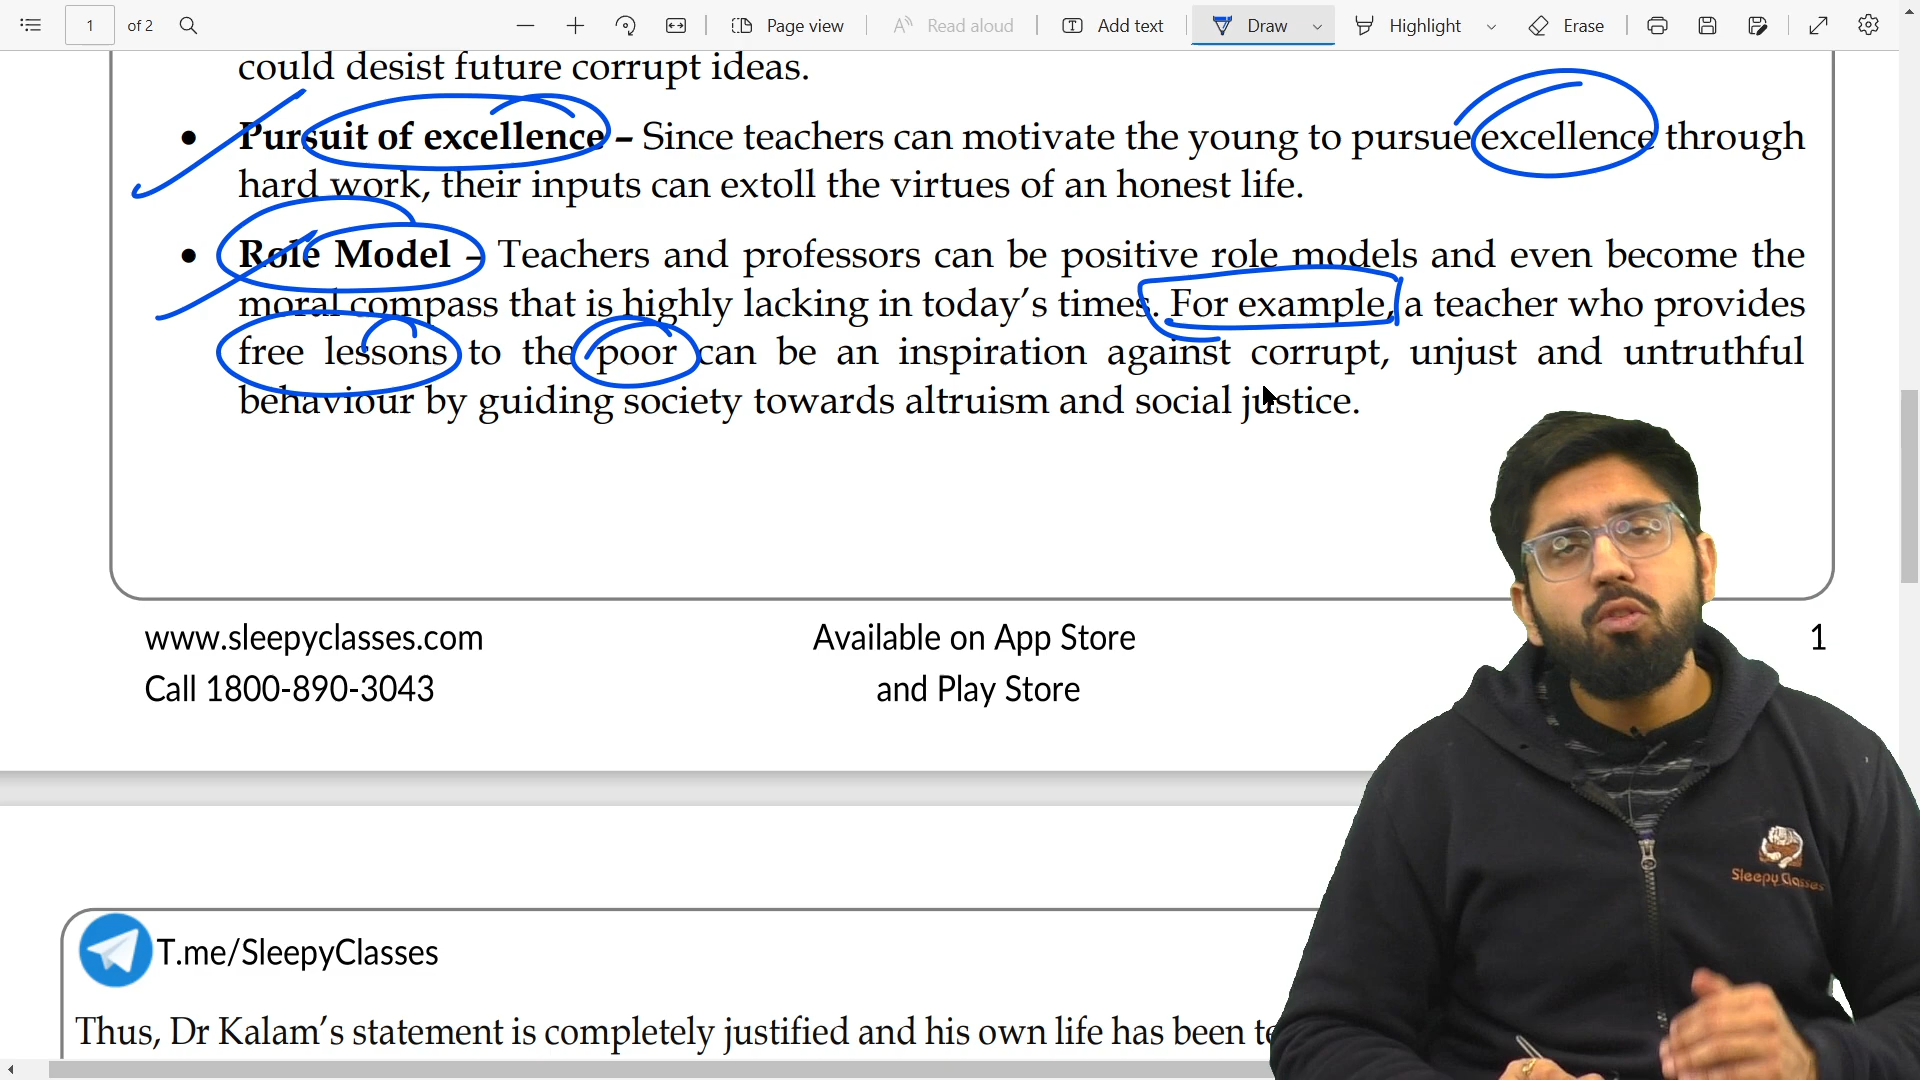 1 of 2 Page view Read aloud Add text Draw Highlight Erase
could desist future corrupt ideas.
• Pursuit of excellence – Since teachers can motivate the young to pursue excellence through
hard work, their inputs can extoll the virtues of an honest life.
• Role Model – Teachers and professors can be positive role models and even become the
moral compass that is highly lacking in today's times. For example, a teacher who provides
free lessons to the poor can be an inspiration against corrupt, unjust and untruthful
behaviour by guiding society towards altruism and social justice.
www.sleepyclasses.com Available on App Store 1
Call 1800-890-3043 and Play Store
Sleepy Classes
T.me/SleepyClasses
Thus, Dr Kalam's statement is completely justified and his own life has been